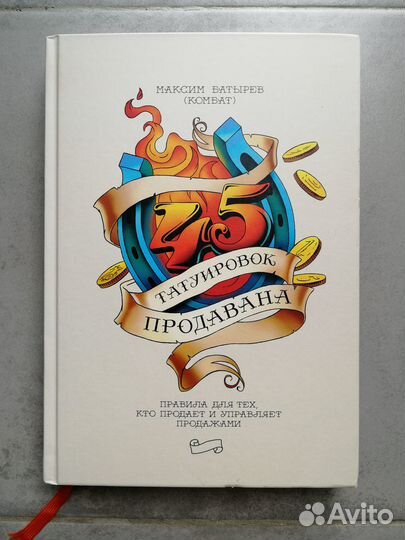 МАКСИМ БАТЫРЕВ
(КОМБАТ)
45
ТАТУИРОВОК
ПРОДАВАНА
ПРАВИЛА ДЛЯ ТЕХ,
КТО ПРОДАЕТ И УПРАВЛЯЕТ
ПРОДАЖАМИ
Avito